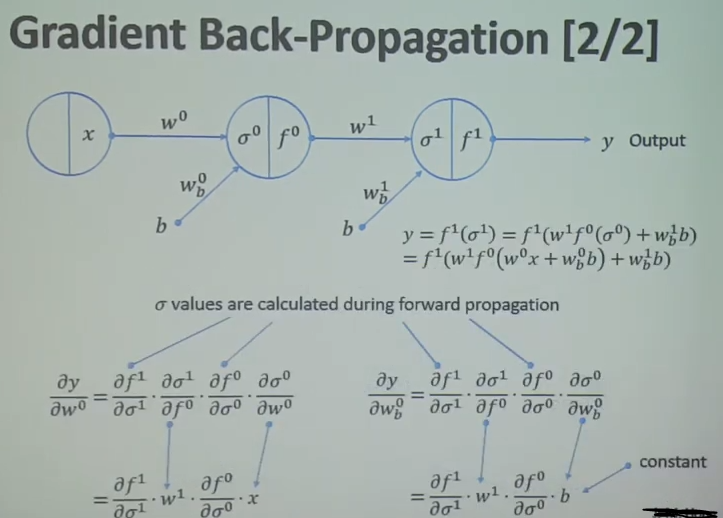 Gradient Back-Propagation [2/2]
x w⁰ σ⁰ f⁰ w¹ σ¹ f¹ y Output
w_b⁰ w_b¹
b b
y = f¹(σ¹) = f¹(w¹f⁰(σ⁰) + w_b¹b)
= f¹(w¹f⁰(w⁰x + w_b⁰b) + w_b¹b)
σ values are calculated during forward propagation
∂y/∂w⁰ = ∂f¹/∂σ¹ · ∂σ¹/∂f⁰ · ∂f⁰/∂σ⁰ · ∂σ⁰/∂w⁰
∂y/∂w_b⁰ = ∂f¹/∂σ¹ · ∂σ¹/∂f⁰ · ∂f⁰/∂σ⁰ · ∂σ⁰/∂w_b⁰
constant
= ∂f¹/∂σ¹ · w¹ · ∂f⁰/∂σ⁰ · x
= ∂f¹/∂σ¹ · w¹ · ∂f⁰/∂σ⁰ · b